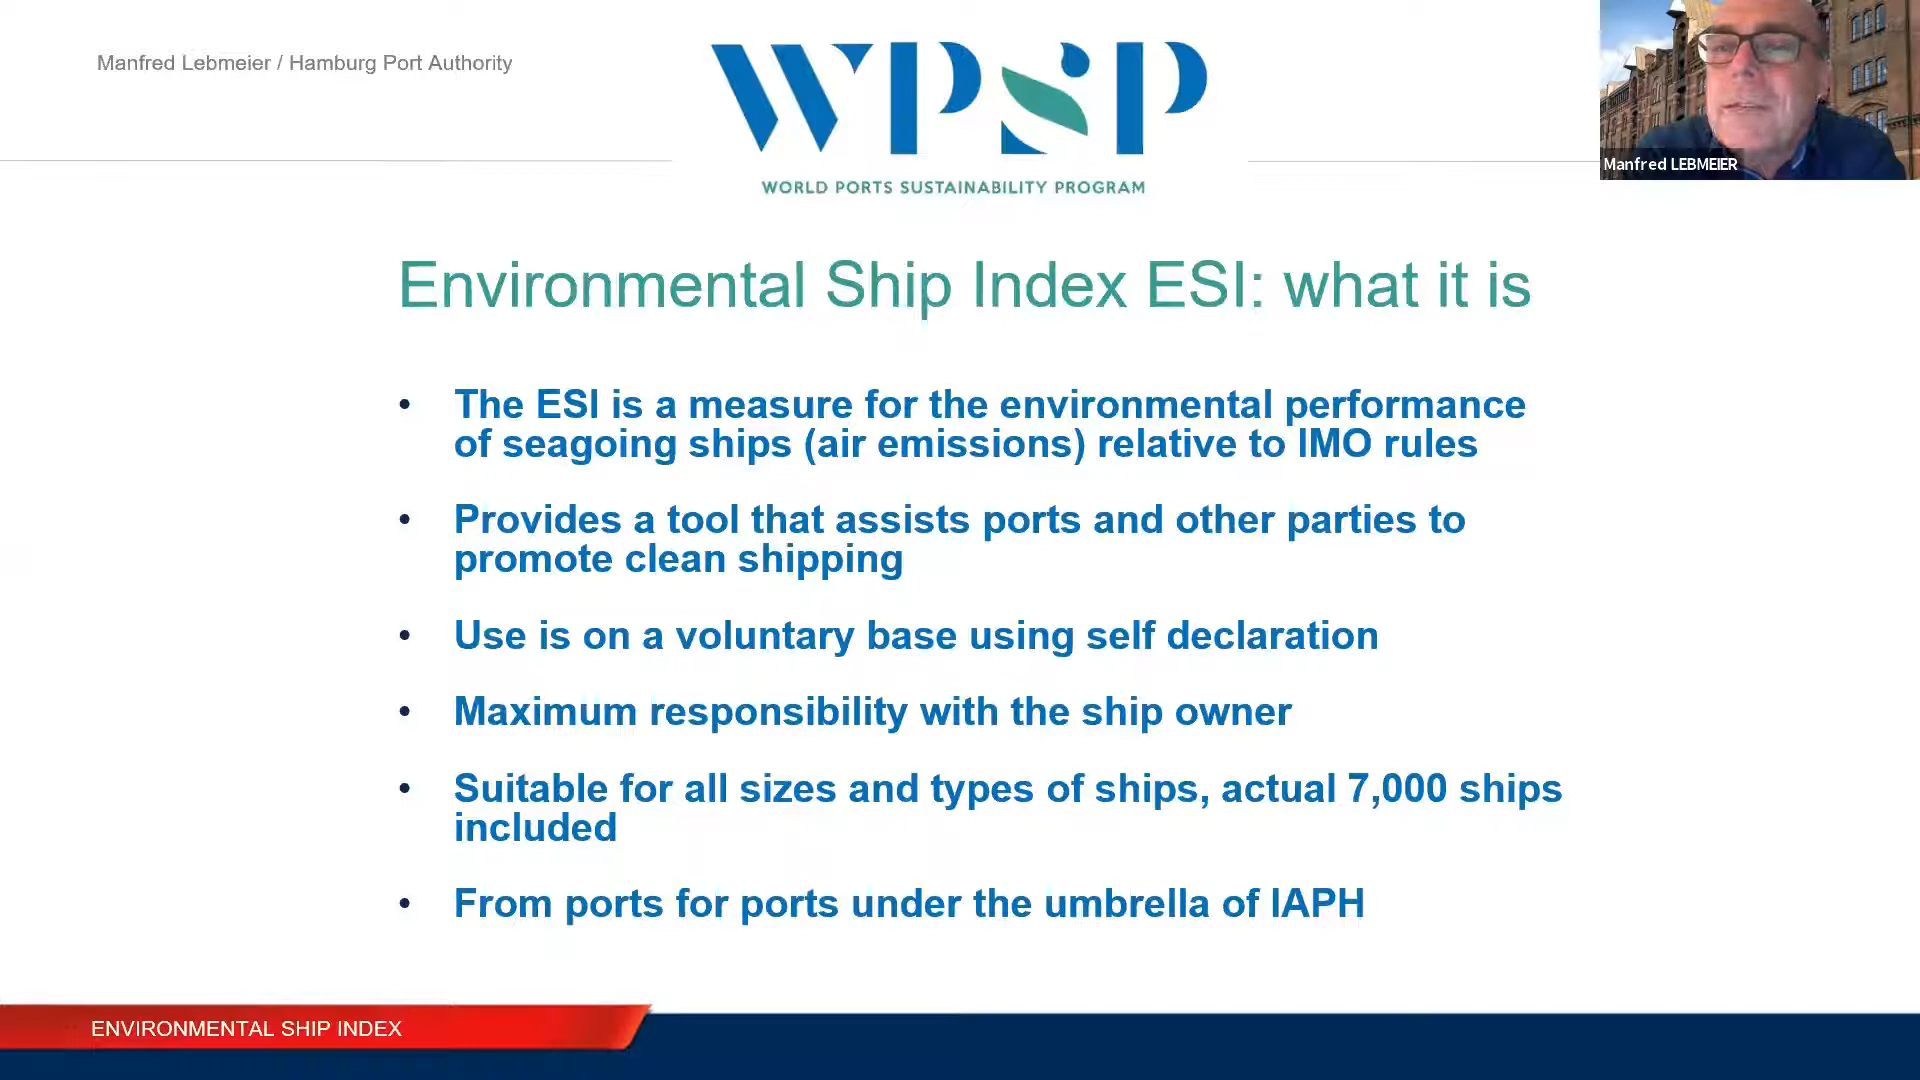 Manfred Lebmeier / Hamburg Port Authority
WPSP
WORLD PORTS SUSTAINABILITY PROGRAM
Manfred LEBMEIER
Environmental Ship Index ESI: what it is
• The ESI is a measure for the environmental performance
of seagoing ships (air emissions) relative to IMO rules
• Provides a tool that assists ports and other parties to
promote clean shipping
• Use is on a voluntary base using self declaration
• Maximum responsibility with the ship owner
• Suitable for all sizes and types of ships, actual 7,000 ships
included
• From ports for ports under the umbrella of IAPH
ENVIRONMENTAL SHIP INDEX